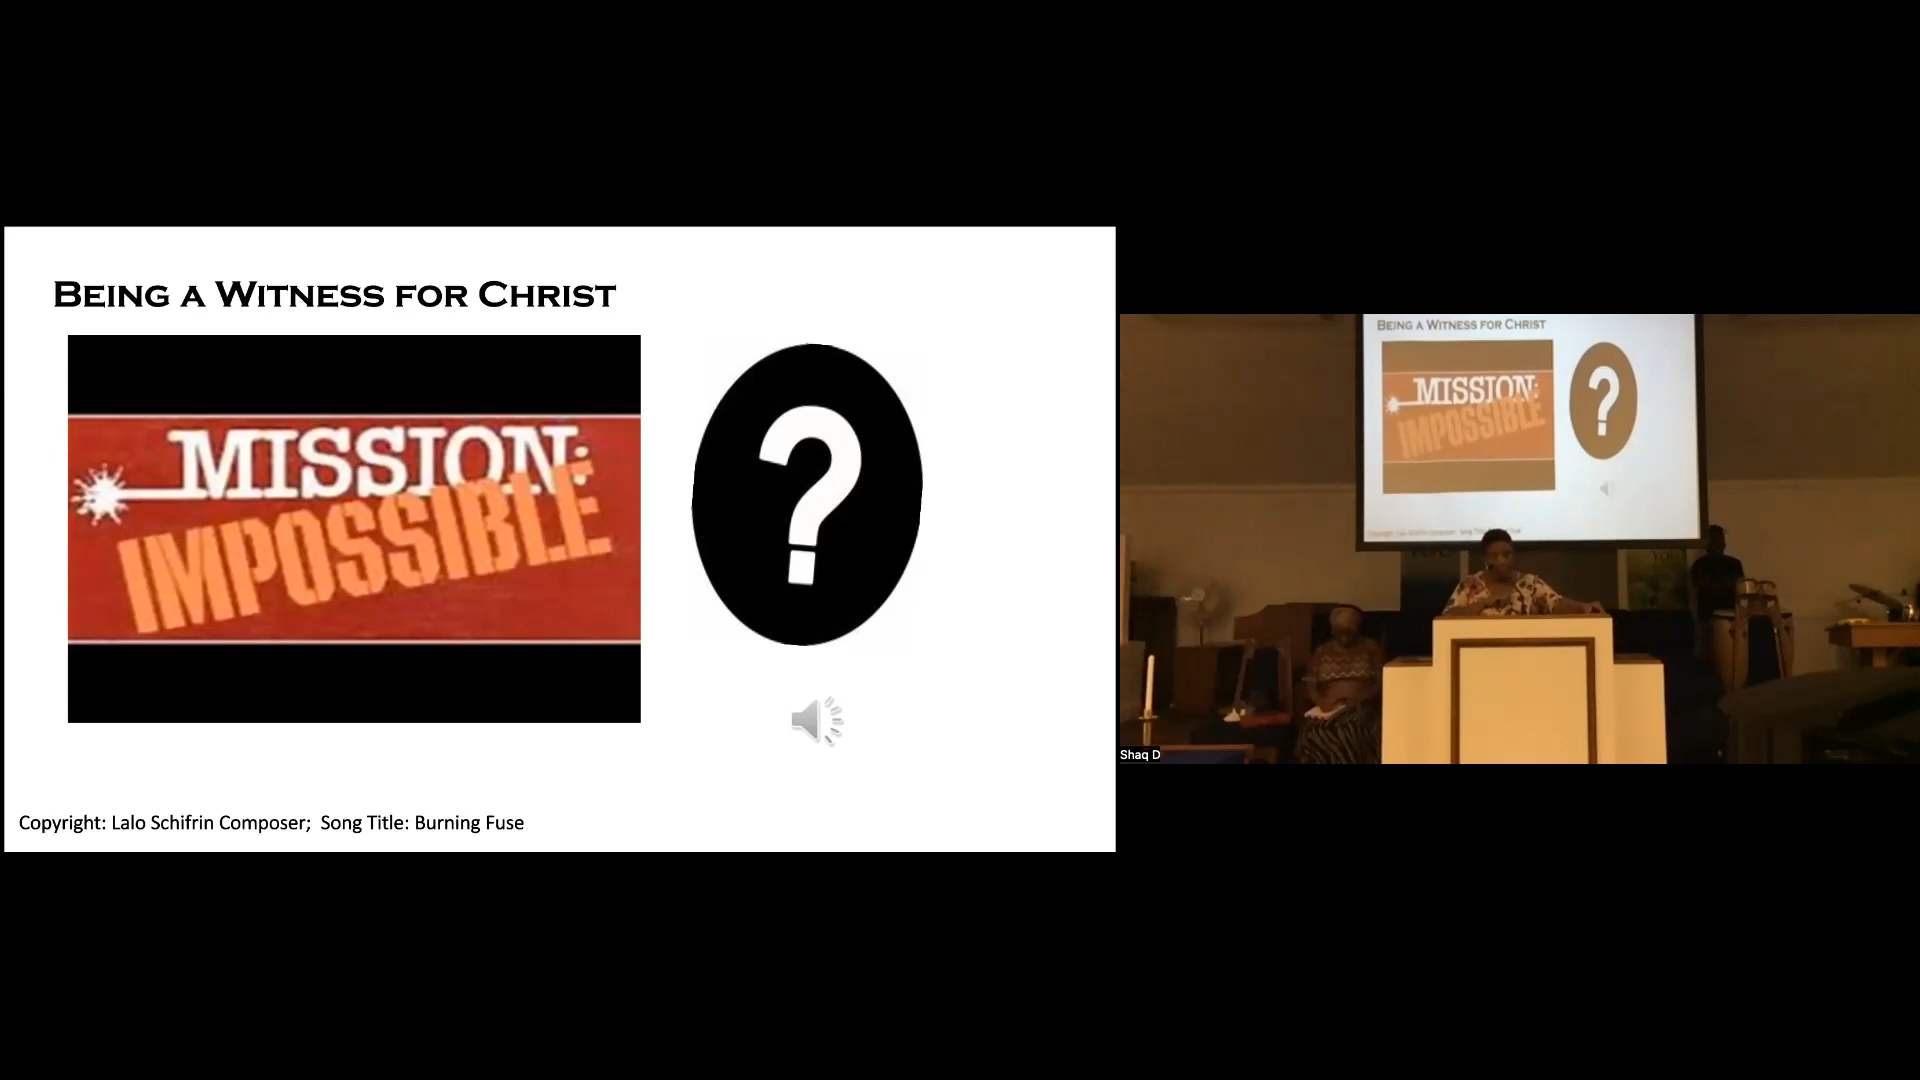 BEING A WITNESS FOR CHRIST
MISSION:
IMPOSSIBLE
?
Copyright: Lalo Schifrin Composer; Song Title: Burning Fuse
BEING A WITNESS FOR CHRIST
MISSION:
IMPOSSIBLE
?
Shaq D